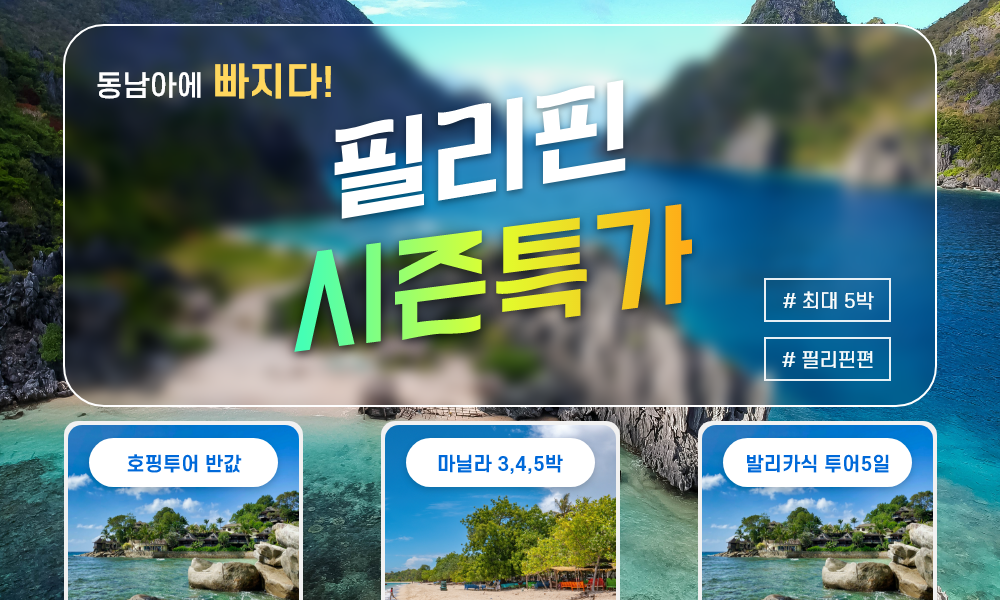 동남아에 빠지다!
필리핀
시즌특가
# 최대 5박
# 필리핀편
호핑투어 반값
마닐라 3,4,5박
발리카식 투어5일